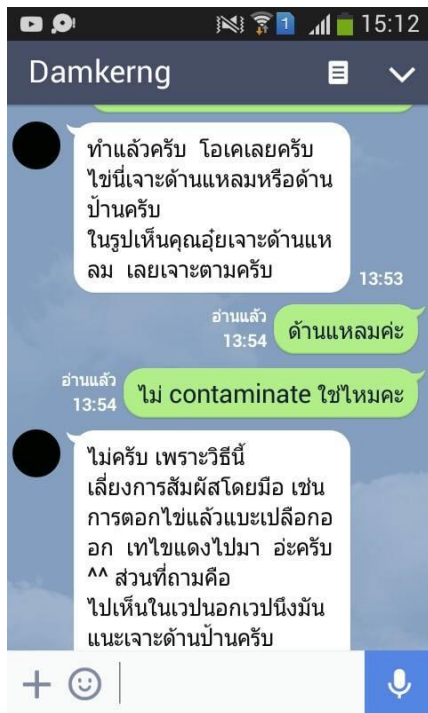 1 15:12
Damkerng
ทำแล้วครับ โอเคเลยครับ
ไข่นี่เจาะด้านแหลมหรือด้าน
ป้านครับ
ในรูปเห็นคุณอุ๋ยเจาะด้านแห
ลม เลยเจาะตามครับ
13:53
อ่านแล้ว
13:54
ด้านแหลมค่ะ
อ่านแล้ว
13:54
ไม่ contaminate ใช่ไหมคะ
ไม่ครับ เพราะวิธีนี้
เลี่ยงการสัมผัสโดยมือ เช่น
การตอกไข่แล้วแบะเปลือกอ
อก เทไขแดงไปมา อ่ะครับ
^^ ส่วนที่ถามคือ
ไปเห็นในเวปนอกเวปนึงมัน
แนะเจาะด้านป้านครับ